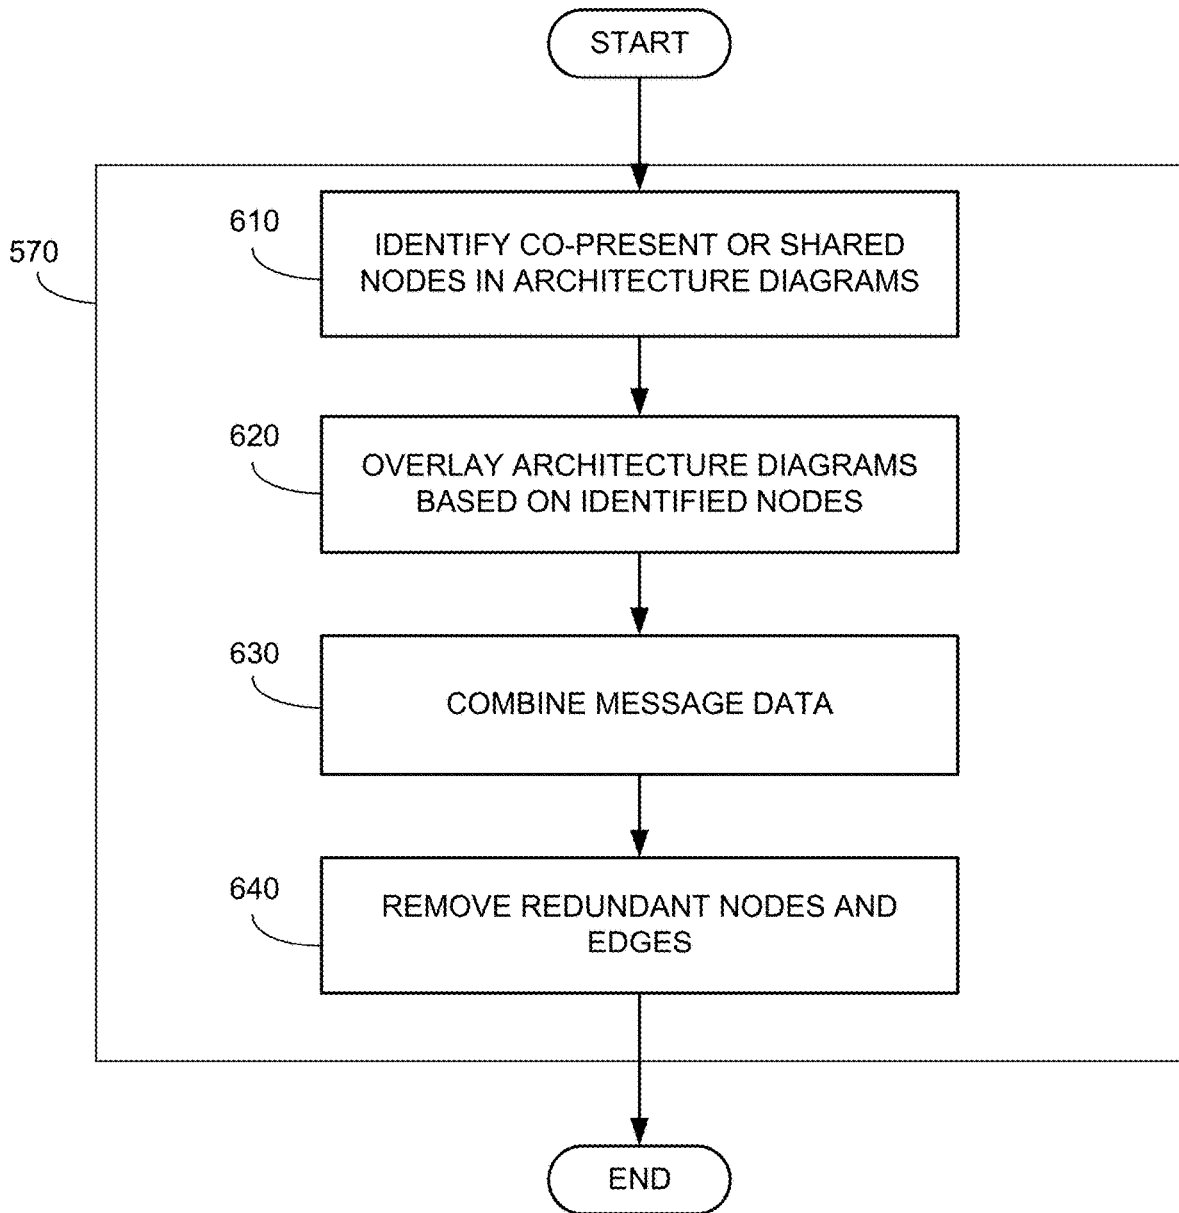 START
570
610
IDENTIFY CO-PRESENT OR SHARED
NODES IN ARCHITECTURE DIAGRAMS
620
OVERLAY ARCHITECTURE DIAGRAMS
BASED ON IDENTIFIED NODES
630
COMBINE MESSAGE DATA
640
REMOVE REDUNDANT NODES AND
EDGES
END